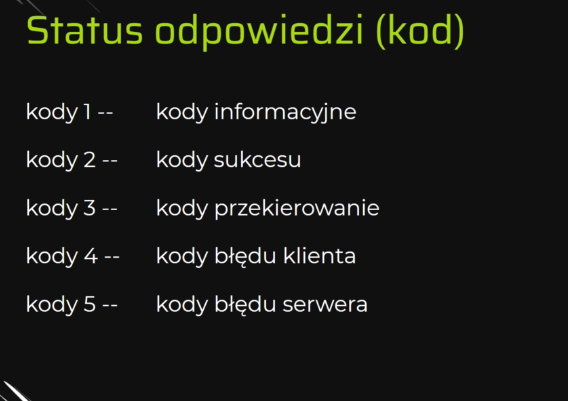 Status odpowiedzi (kod)
kody 1 -- kody informacyjne
kody 2 -- kody sukcesu
kody 3 -- kody przekierowanie
kody 4 -- kody błędu klienta
kody 5 -- kody błędu serwera